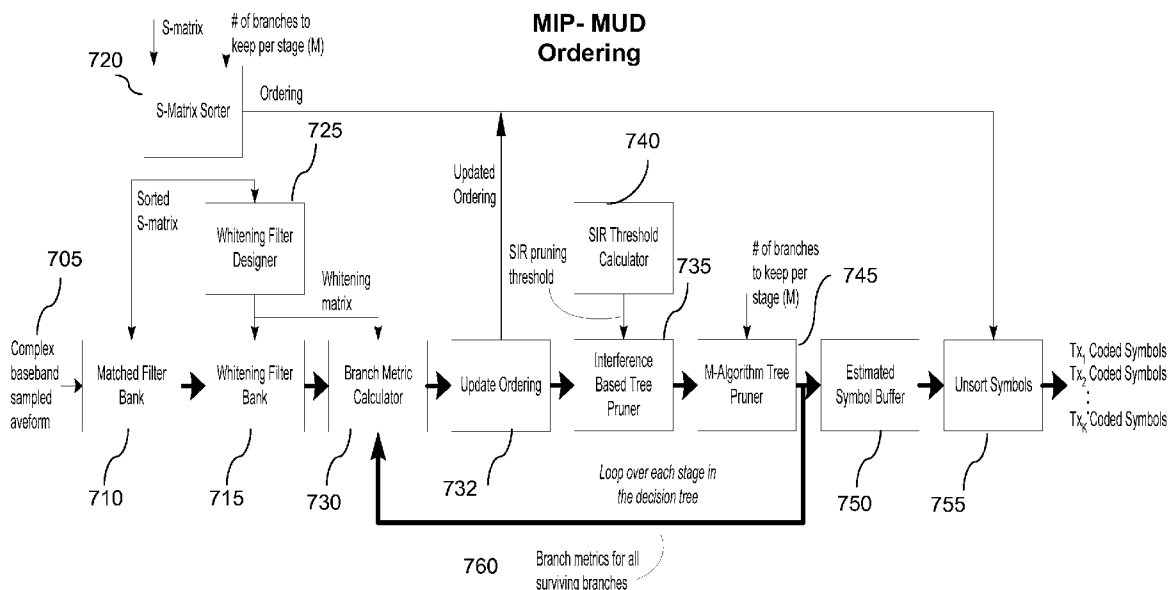 MIP- MUD
Ordering
S-matrix
# of branches to
keep per stage (M)
720
S-Matrix Sorter
Ordering
725
Sorted
S-matrix
Whitening Filter
Designer
Whitening
matrix
Updated
Ordering
740
SIR Threshold
Calculator
SIR pruning
threshold
735
# of branches
to keep per
stage (M)
745
705
Complex
baseband
sampled
aveform
Matched Filter
Bank
Whitening Filter
Bank
Branch Metric
Calculator
Update Ordering
Interference
Based Tree
Pruner
M-Algorithm Tree
Pruner
Estimated
Symbol Buffer
Unsort Symbols
Tx1 Coded Symbols
Tx2 Coded Symbols
⋮
TxK Coded Symbols
710
715
730
732
Loop over each stage in
the decision tree
750
755
760
Branch metrics for all
surviving branches